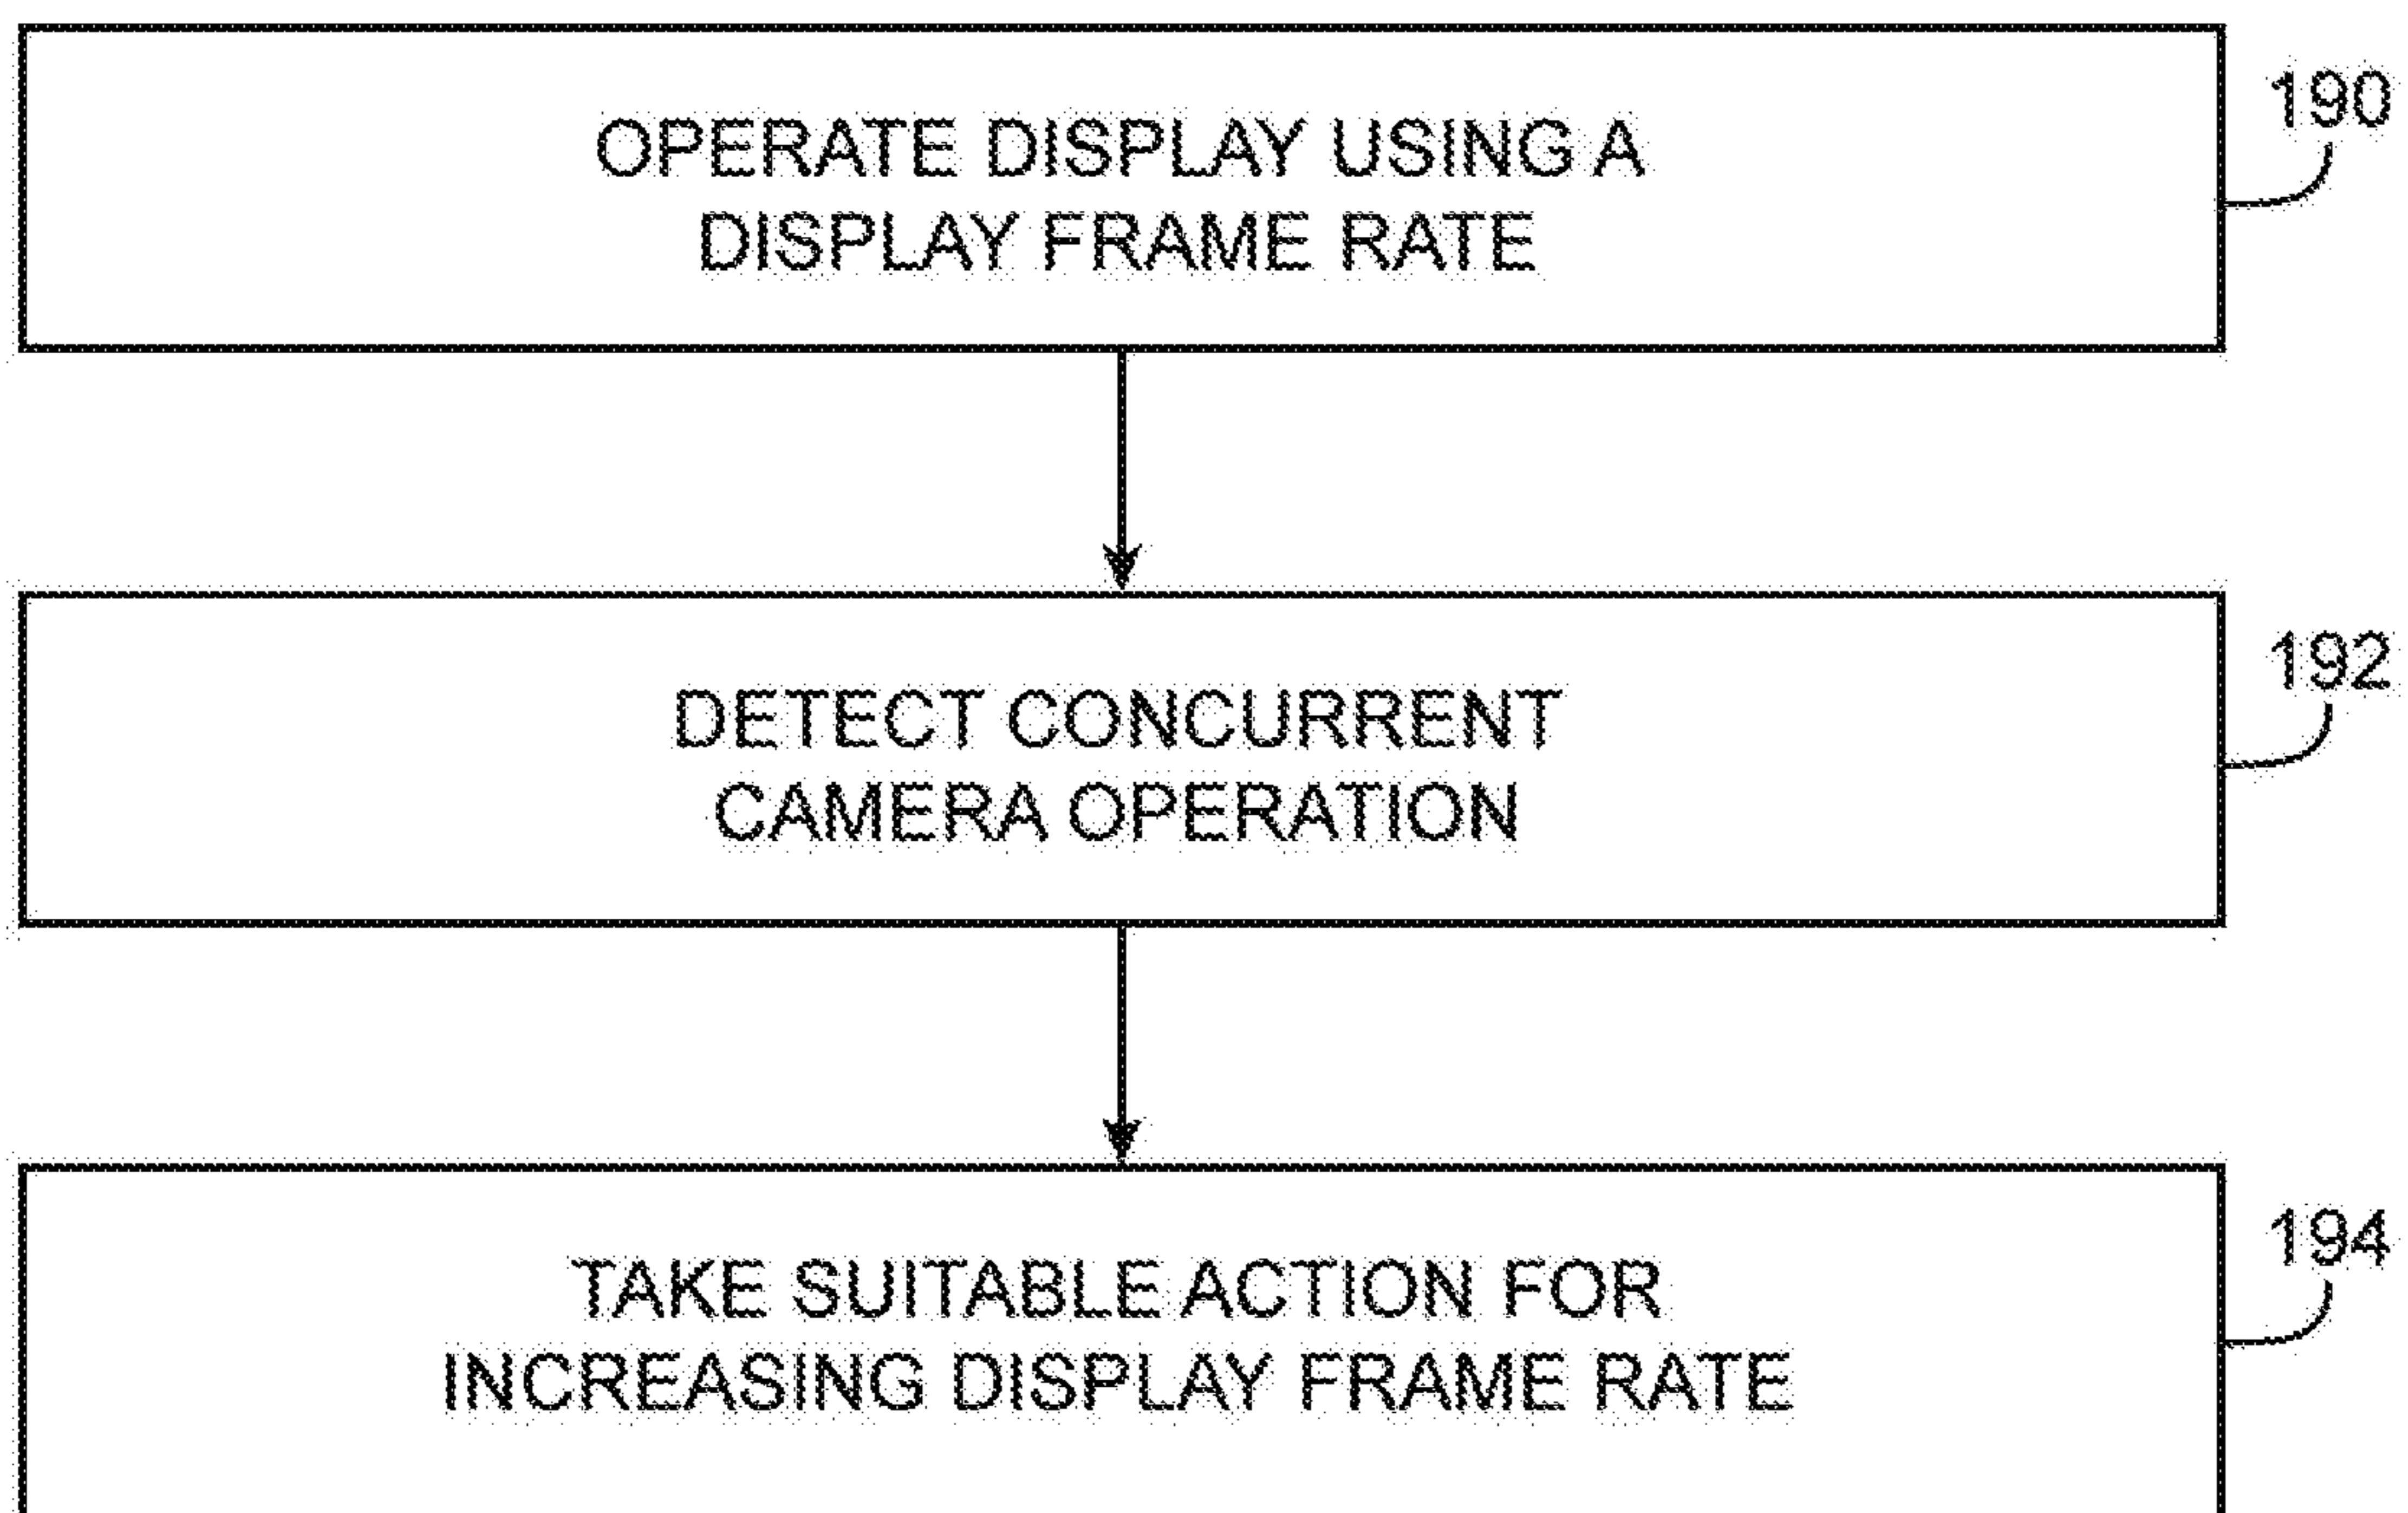 190
OPERATE DISPLAY USING A
DISPLAY FRAME RATE
192
DETECT CONCURRENT
CAMERA OPERATION
194
TAKE SUITABLE ACTION FOR
INCREASING DISPLAY FRAME RATE